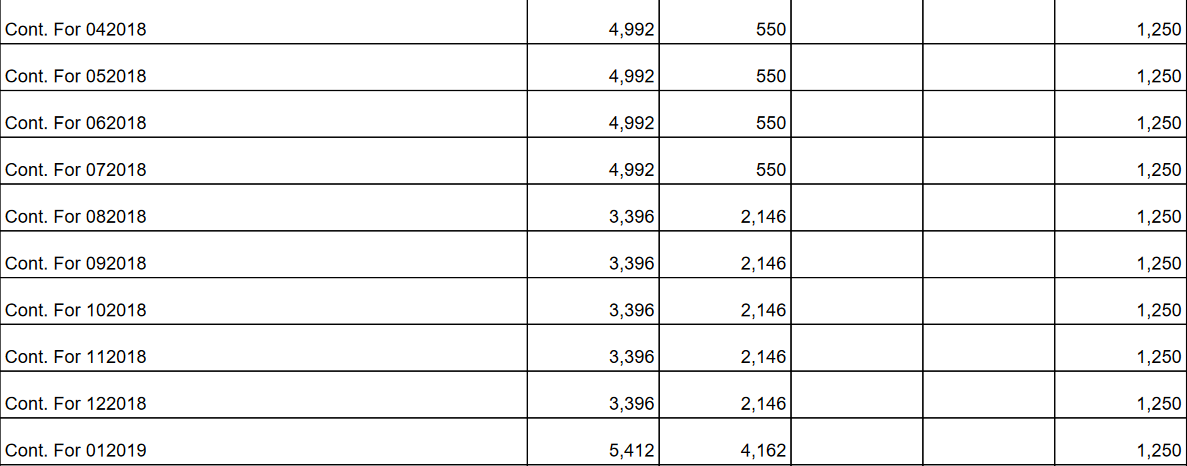 Cont. For 042018 4,992 550 1,250
Cont. For 052018 4,992 550 1,250
Cont. For 062018 4,992 550 1,250
Cont. For 072018 4,992 550 1,250
Cont. For 082018 3,396 2,146 1,250
Cont. For 092018 3,396 2,146 1,250
Cont. For 102018 3,396 2,146 1,250
Cont. For 112018 3,396 2,146 1,250
Cont. For 122018 3,396 2,146 1,250
Cont. For 012019 5,412 4,162 1,250